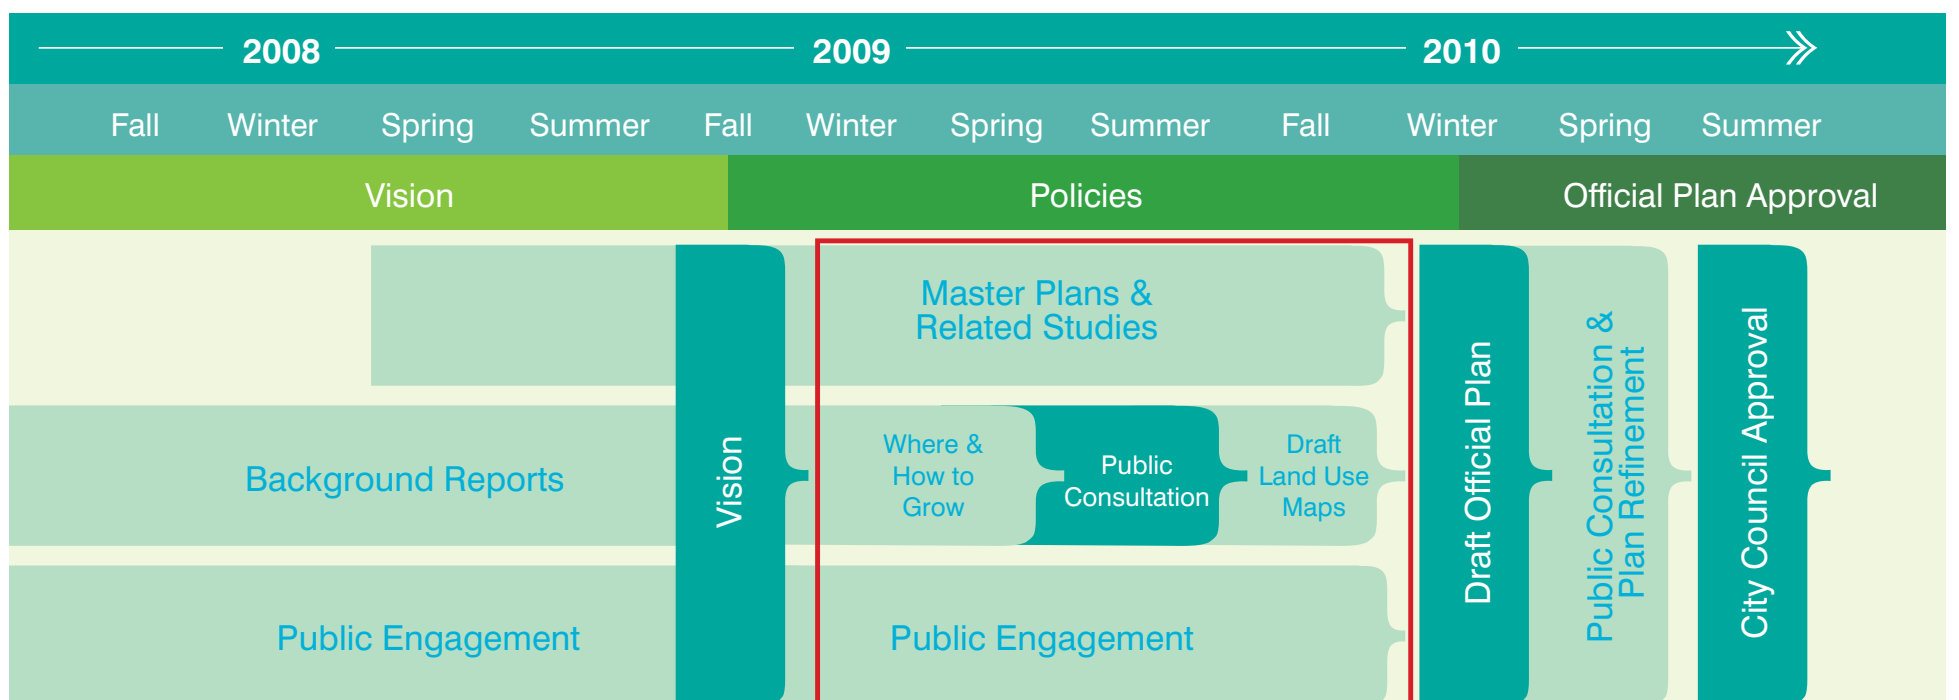 2008 2009 2010
Fall Winter Spring Summer Fall Winter Spring Summer Fall Winter Spring Summer
Vision Policies Official Plan Approval
Master Plans &
Related Studies
Background Reports
Vision
Where &
How to
Grow
Public
Consultation
Draft
Land Use
Maps
Public Engagement
Public Engagement
Draft Official Plan
Public Consultation &
Plan Refinement
City Council Approval